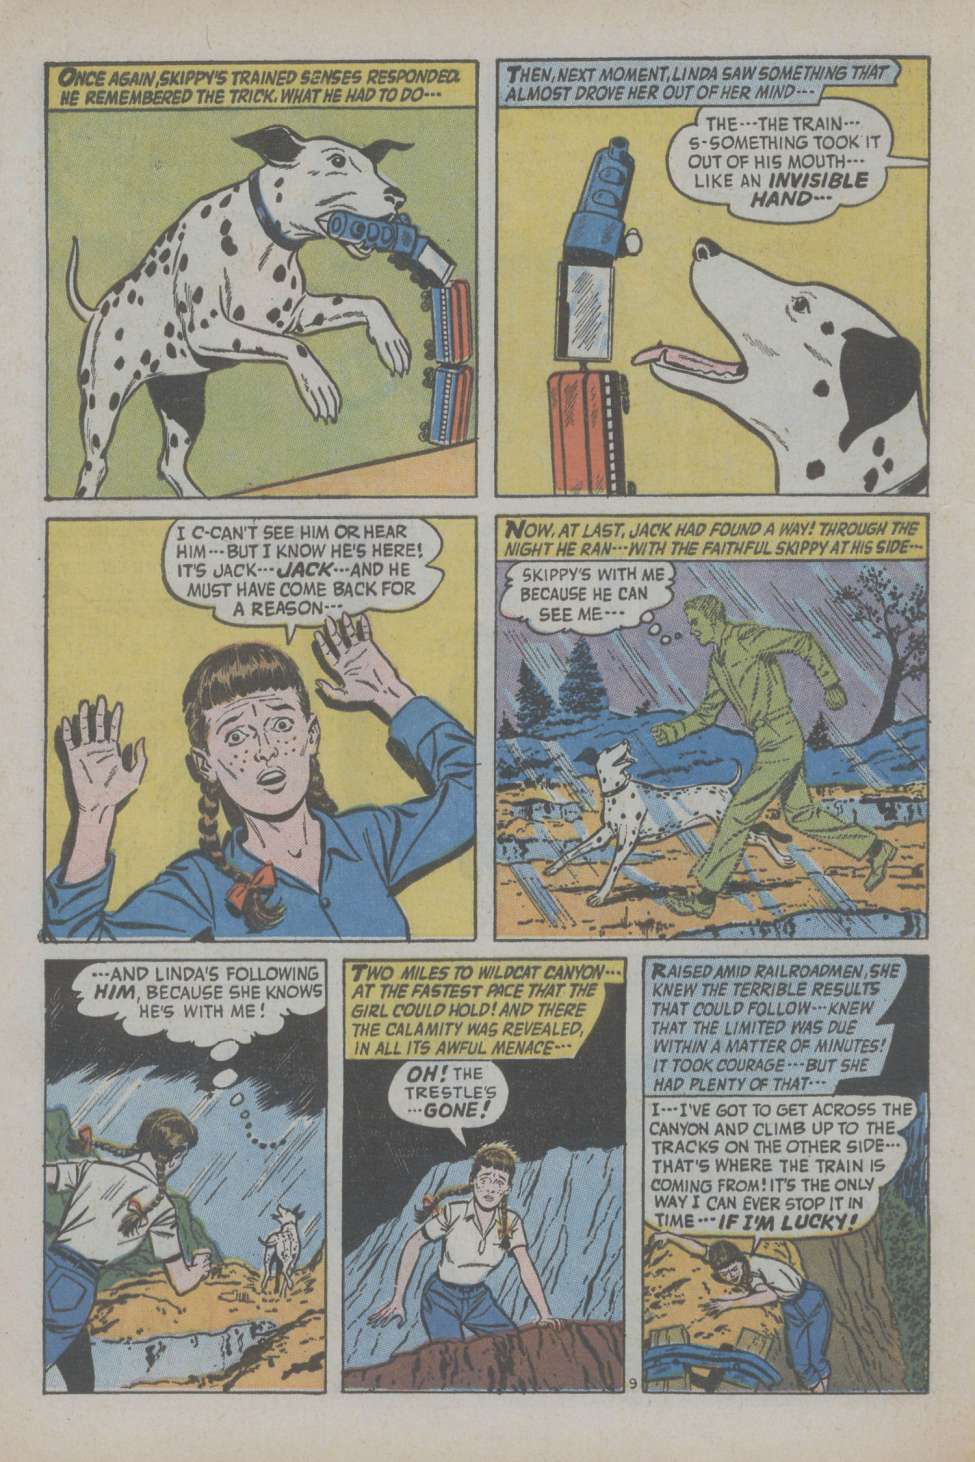 ONCE AGAIN, SKIPPY'S TRAINED SENSES RESPONDED.
HE REMEMBERED THE TRICK. WHAT HE HAD TO DO---
THEN, NEXT MOMENT, LINDA SAW SOMETHING THAT
ALMOST DROVE HER OUT OF HER MIND---
THE---THE TRAIN---
S-SOMETHING TOOK IT
OUT OF HIS MOUTH---
LIKE AN INVISIBLE
HAND---
I C-CAN'T SEE HIM OR HEAR
HIM---BUT I KNOW HE'S HERE!
IT'S JACK---JACK---AND HE
MUST HAVE COME BACK FOR
A REASON---
NOW, AT LAST, JACK HAD FOUND A WAY! THROUGH THE
NIGHT HE RAN---WITH THE FAITHFUL SKIPPY AT HIS SIDE---
SKIPPY'S WITH ME
BECAUSE HE CAN
SEE ME---
---AND LINDA'S FOLLOWING
HIM, BECAUSE SHE KNOWS
HE'S WITH ME!
TWO MILES TO WILDCAT CANYON---
AT THE FASTEST PACE THAT THE
GIRL COULD HOLD! AND THERE
THE CALAMITY WAS REVEALED,
IN ALL ITS AWFUL MENACE---
OH! THE
TRESTLE'S
---GONE!
RAISED AMID RAILROADMEN, SHE
KNEW THE TERRIBLE RESULTS
THAT COULD FOLLOW---KNEW
THAT THE LIMITED WAS DUE
WITHIN A MATTER OF MINUTES!
IT TOOK COURAGE---BUT SHE
HAD PLENTY OF THAT---
I---I'VE GOT TO GET ACROSS THE
CANYON AND CLIMB UP TO THE
TRACKS ON THE OTHER SIDE---
THAT'S WHERE THE TRAIN IS
COMING FROM! IT'S THE ONLY
WAY I CAN EVER STOP IT IN
TIME---IF I'M LUCKY!
9